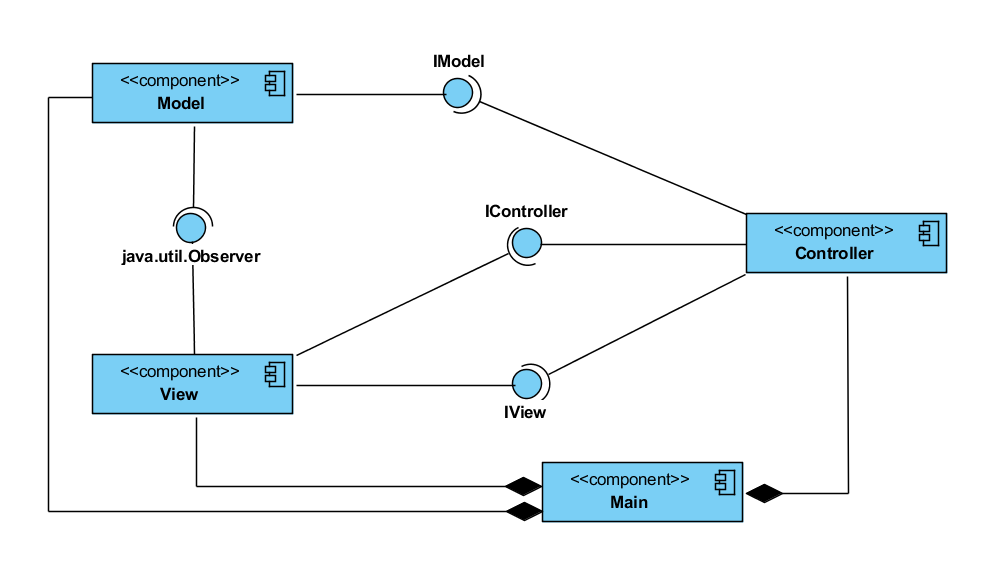 IModel
<<component>>
Model
IController
<<component>>
Controller
java.util.Observer
<<component>>
View
IView
<<component>>
Main